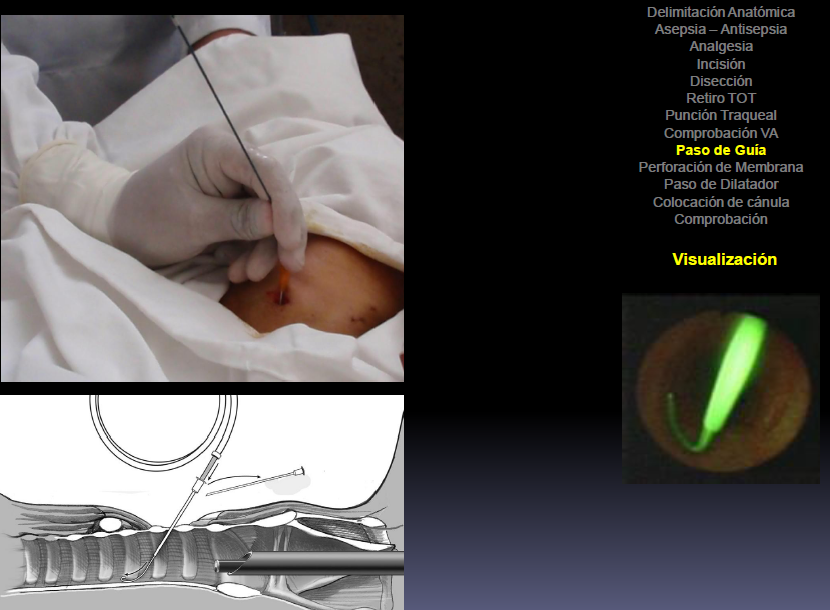 Delimitación Anatómica
Asepsia – Antisepsia
Analgesia
Incisión
Disección
Retiro TOT
Punción Traqueal
Comprobación VA
Paso de Guía
Perforación de Membrana
Paso de Dilatador
Colocación de cánula
Comprobación
Visualización